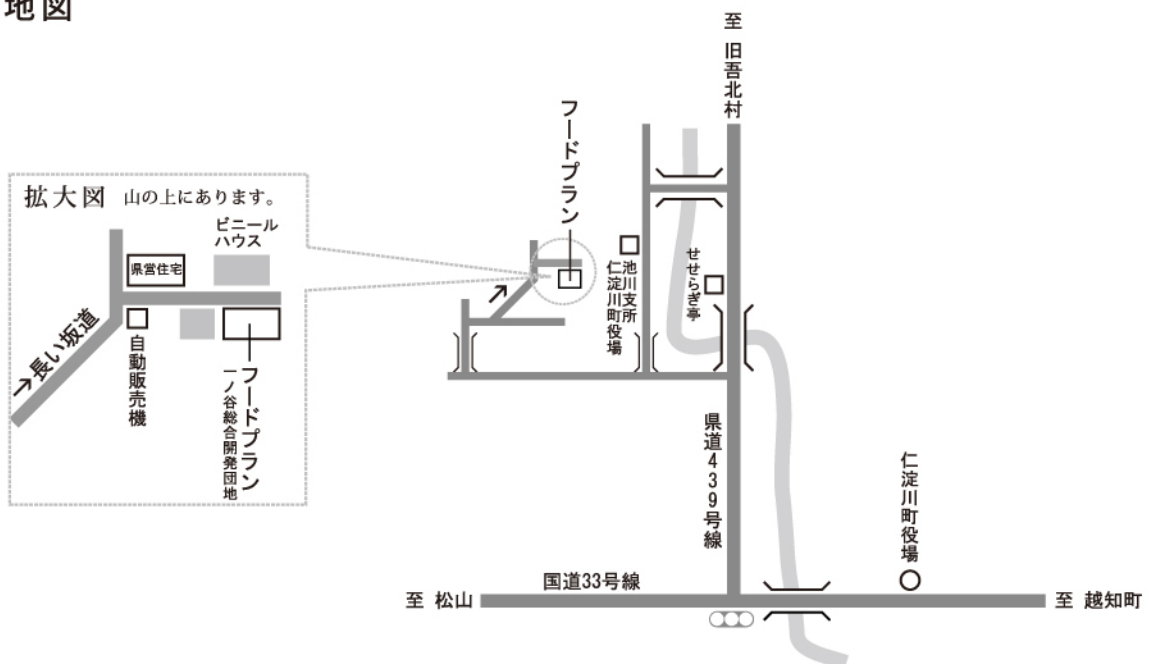 地図
至 旧吾北村
フードプラン
拡大図 山の上にあります。
ビニール
ハウス
県営住宅
→長い坂道
自動販売機
フードプラン
一ノ谷総合開発団地
池川支所
仁淀川町役場
せせらぎ亭
県道439号線
仁淀川町役場
国道33号線
至 松山
至 越知町